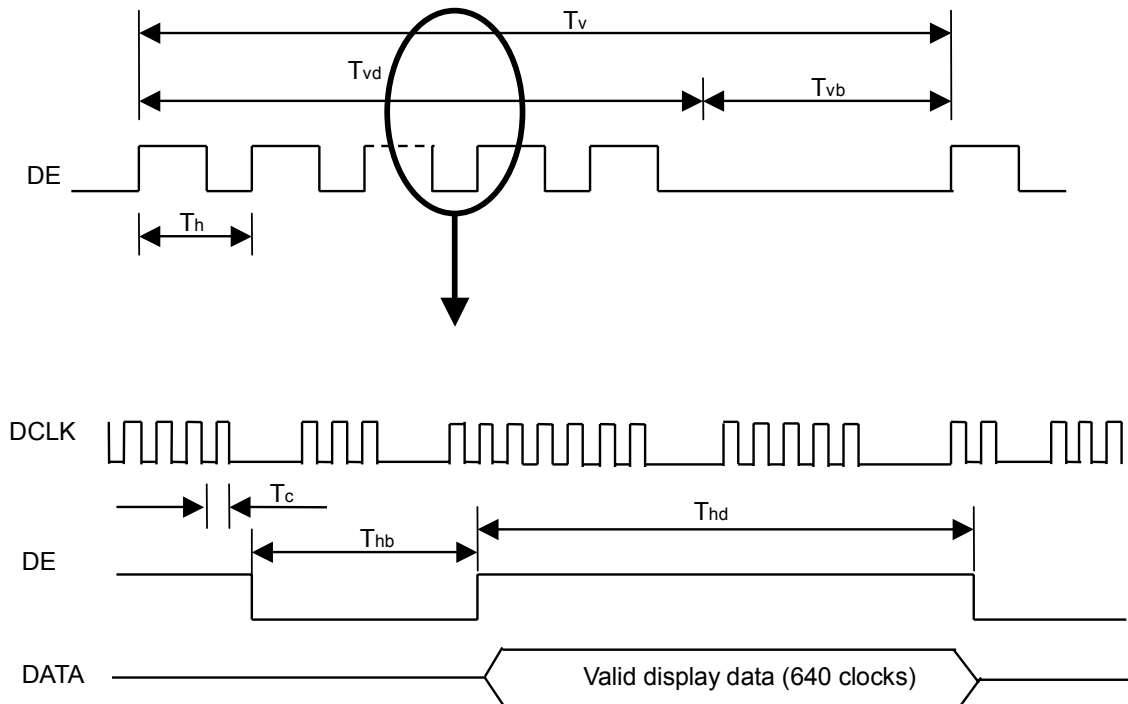 Tv
Tvd
Tvb
DE
Th
DCLK
Tc
Thd
Thb
DE
DATA
Valid display data (640 clocks)